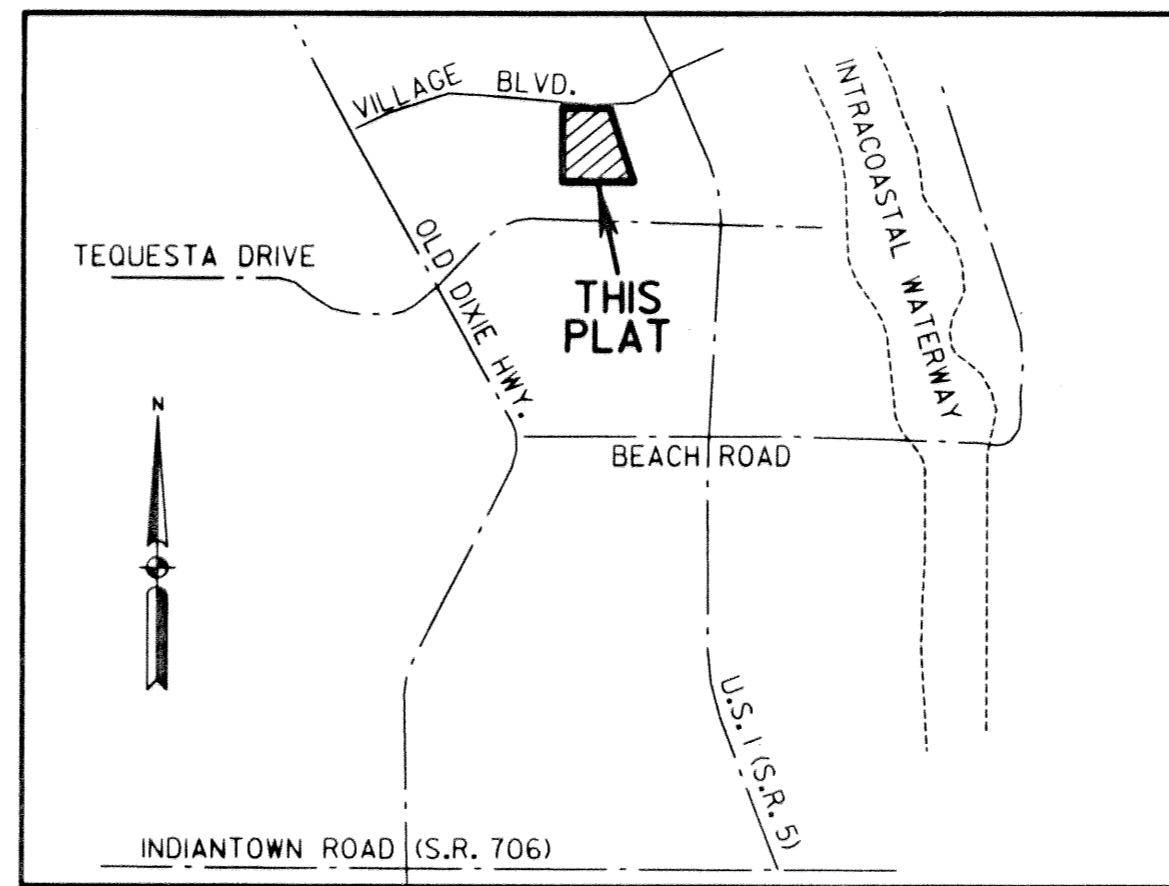 VILLAGE BLVD.
INTRACOASTAL WATERWAY
OLD DIXIE HWY.
TEQUESTA DRIVE
THIS
PLAT
N
BEACH ROAD
U.S. 1 (S.R. 5)
INDIANTOWN ROAD (S.R. 706)